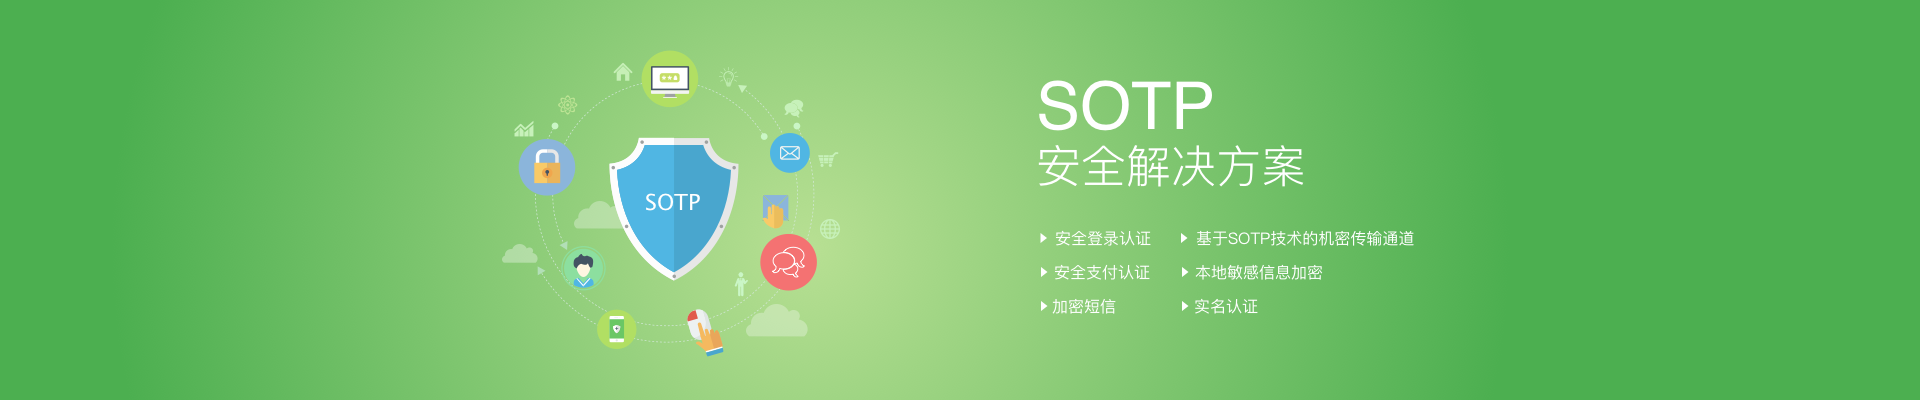 SOTP
SOTP
安全解决方案
安全登录认证
基于SOTP技术的机密传输通道
安全支付认证
本地敏感信息加密
加密短信
实名认证